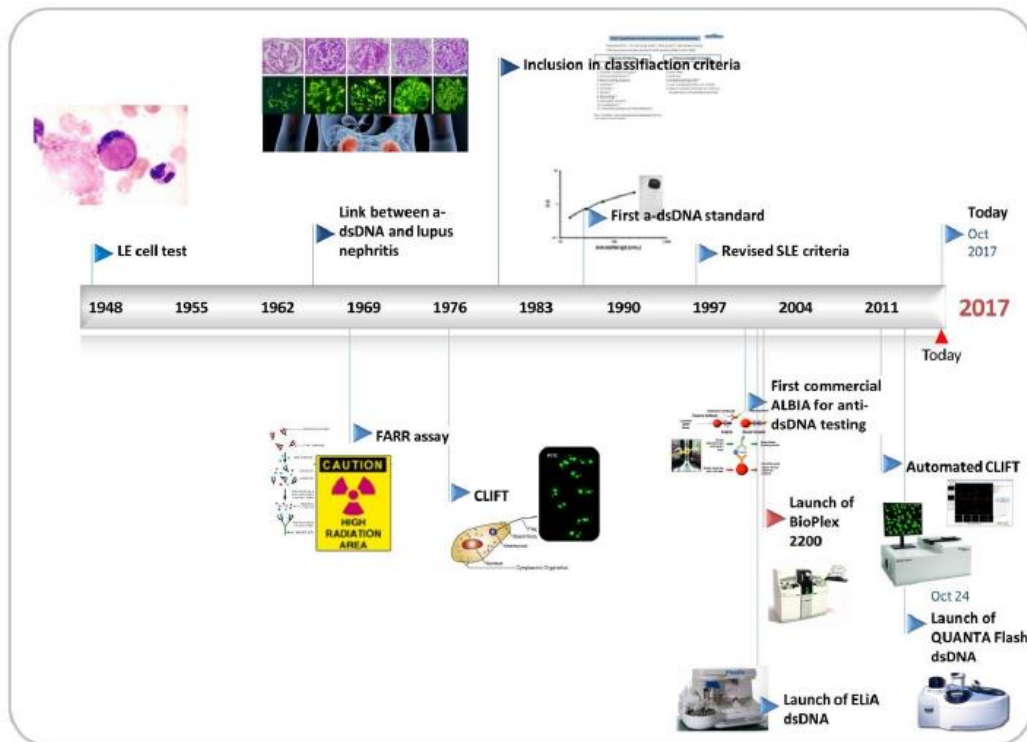 Inclusion in classifiaction criteria
Link between a-
dsDNA and lupus
nephritis
LE cell test
First a-dsDNA standard
Revised SLE criteria
Today
Oct
2017
1948
1955
1962
1969
1976
1983
1990
1997
2004
2011
2017
Today
FARR assay
CAUTION
HIGH
RADIATION
AREA
CLIFT
Cytoplasmic Organelles
First commercial
ALBIA for anti-
dsDNA testing
Automated CLIFT
Launch of
BioPlex
2200
Oct 24
Launch of
QUANTA Flash
dsDNA
Launch of ELiA
dsDNA